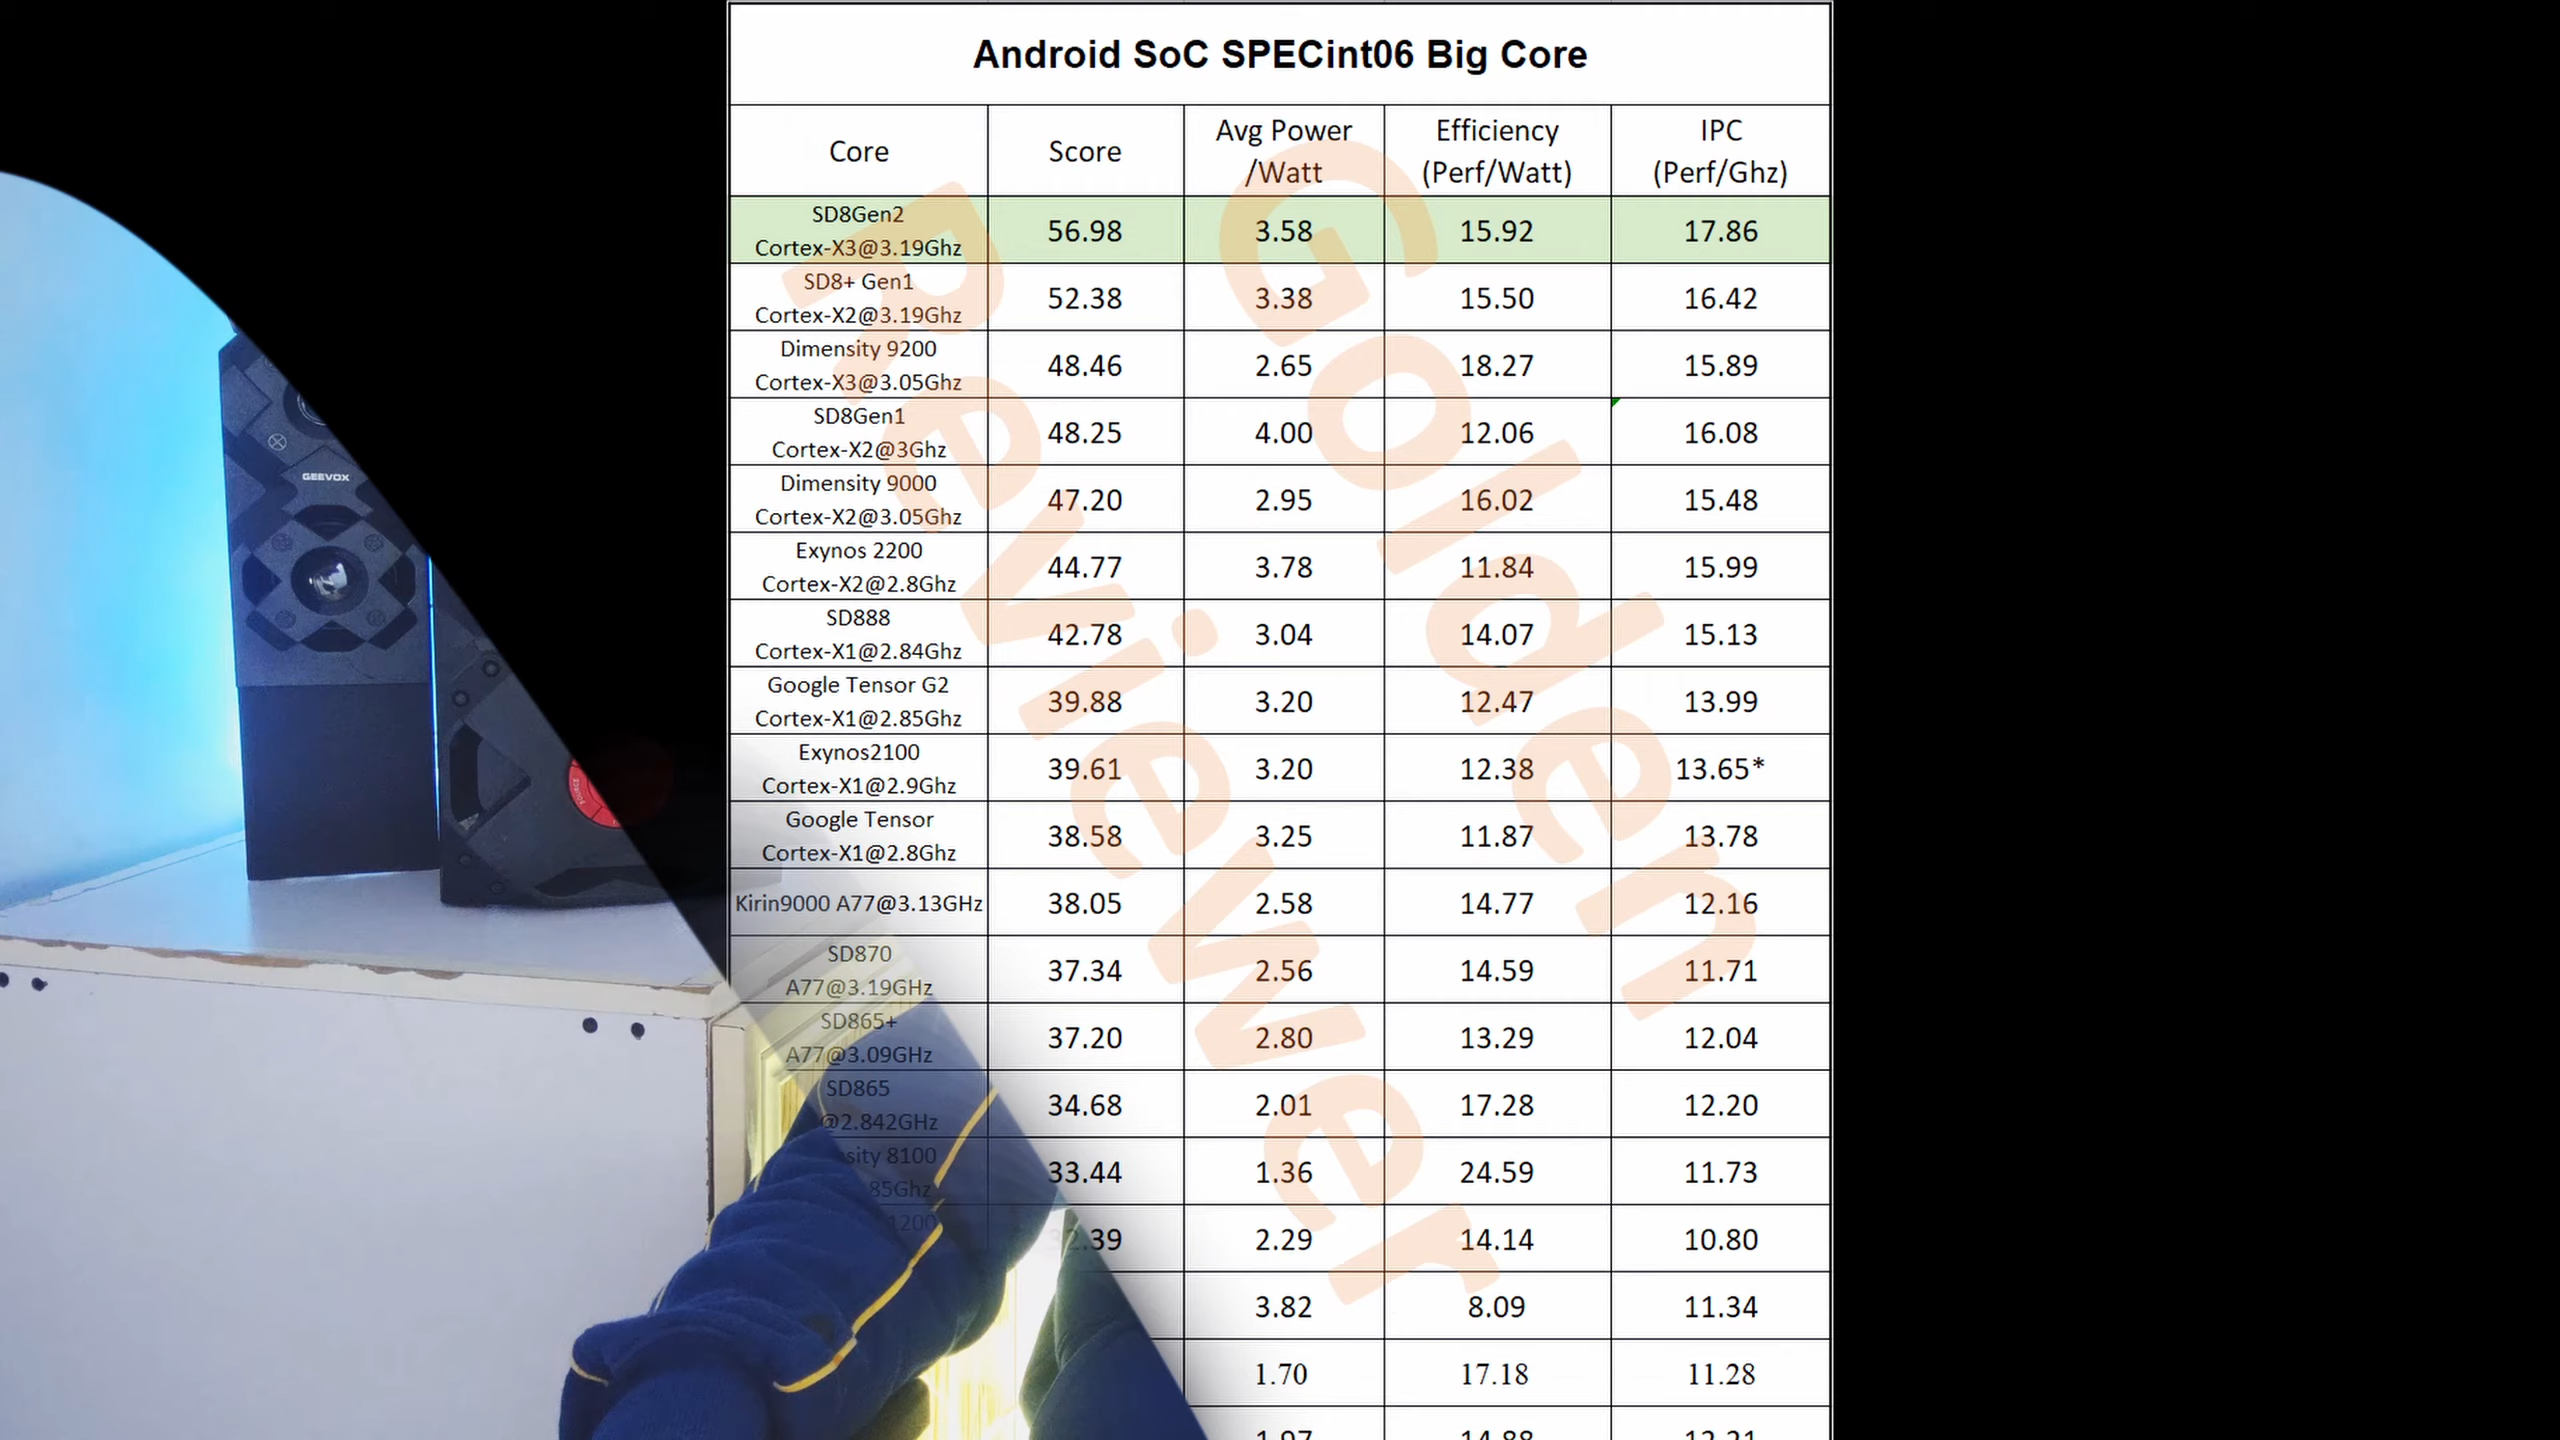 Android SoC SPECint06 Big Core
Core Score Avg Power /Watt Efficiency (Perf/Watt) IPC (Perf/Ghz)
SD8Gen2 Cortex-X3@3.19Ghz 56.98 3.58 15.92 17.86
SD8+ Gen1 Cortex-X2@3.19Ghz 52.38 3.38 15.50 16.42
Dimensity 9200 Cortex-X3@3.05Ghz 48.46 2.65 18.27 15.89
SD8Gen1 Cortex-X2@3Ghz 48.25 4.00 12.06 16.08
Dimensity 9000 Cortex-X2@3.05Ghz 47.20 2.95 16.02 15.48
Exynos 2200 Cortex-X2@2.8Ghz 44.77 3.78 11.84 15.99
SD888 Cortex-X1@2.84Ghz 42.78 3.04 14.07 15.13
Google Tensor G2 Cortex-X1@2.85Ghz 39.88 3.20 12.47 13.99
Exynos2100 Cortex-X1@2.9Ghz 39.61 3.20 12.38 13.65*
Google Tensor Cortex-X1@2.8Ghz 38.58 3.25 11.87 13.78
Kirin9000 A77@3.13GHz 38.05 2.58 14.77 12.16
SD870 A77@3.19GHz 37.34 2.56 14.59 11.71
SD865+ A77@3.09GHz 37.20 2.80 13.29 12.04
SD865 @2.842GHz 34.68 2.01 17.28 12.20
8100 33.44 1.36 24.59 11.73
2.29 14.14 10.80
3.82 8.09 11.34
1.70 17.18 11.28
Golden
Reviewer
GEEVOX